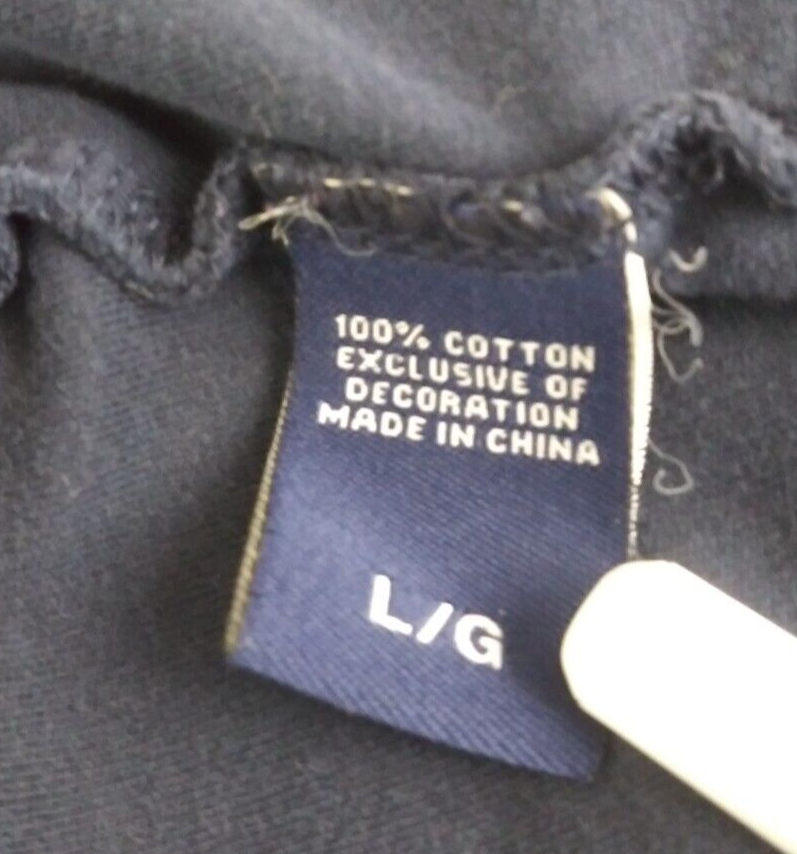 100% COTTON
EXCLUSIVE OF
DECORATION
MADE IN CHINA
L/G